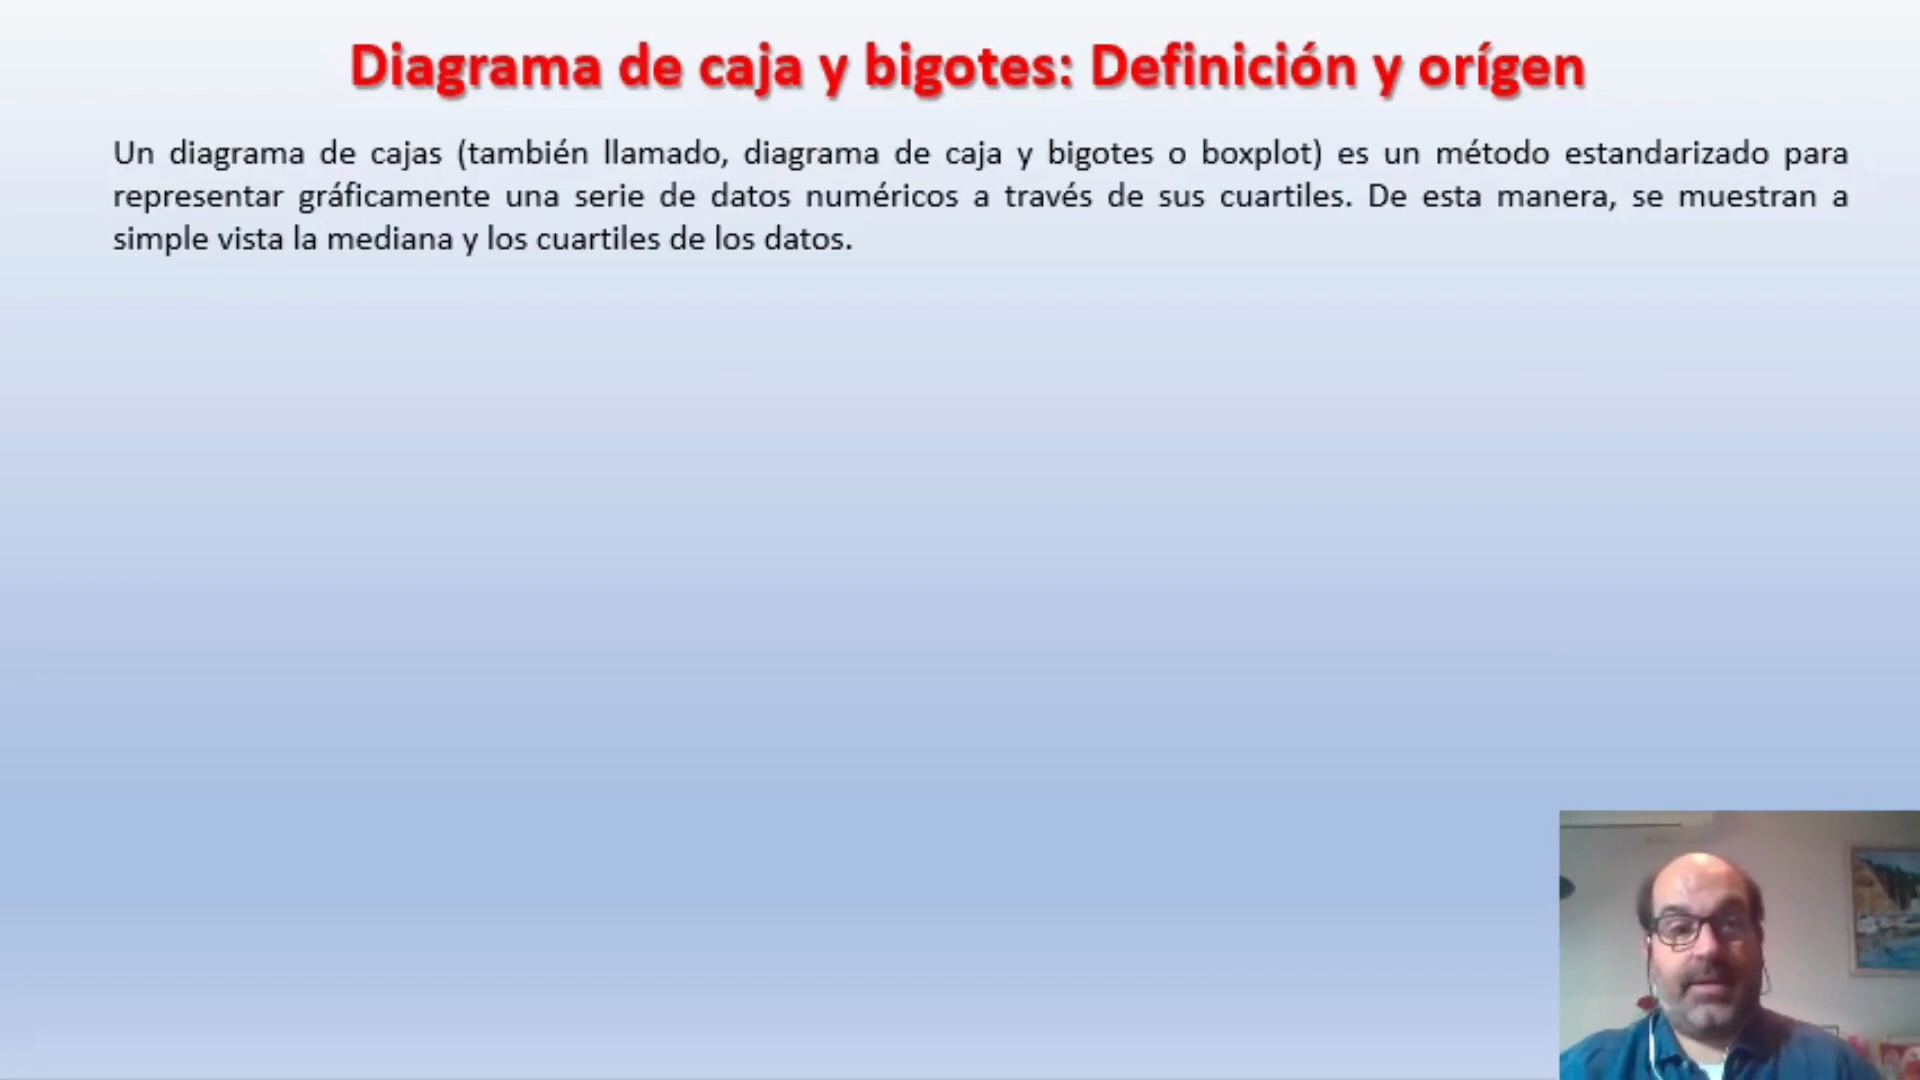 Diagrama de caja y bigotes: Definición y orígen
Un diagrama de cajas (también llamado, diagrama de caja y bigotes o boxplot) es un método estandarizado para
representar gráficamente una serie de datos numéricos a través de sus cuartiles. De esta manera, se muestran a
simple vista la mediana y los cuartiles de los datos.